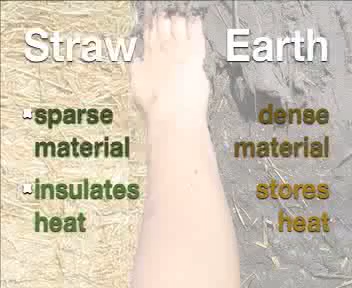 Straw
sparse
material
insulates
heat
Earth
dense
material
stores
heat